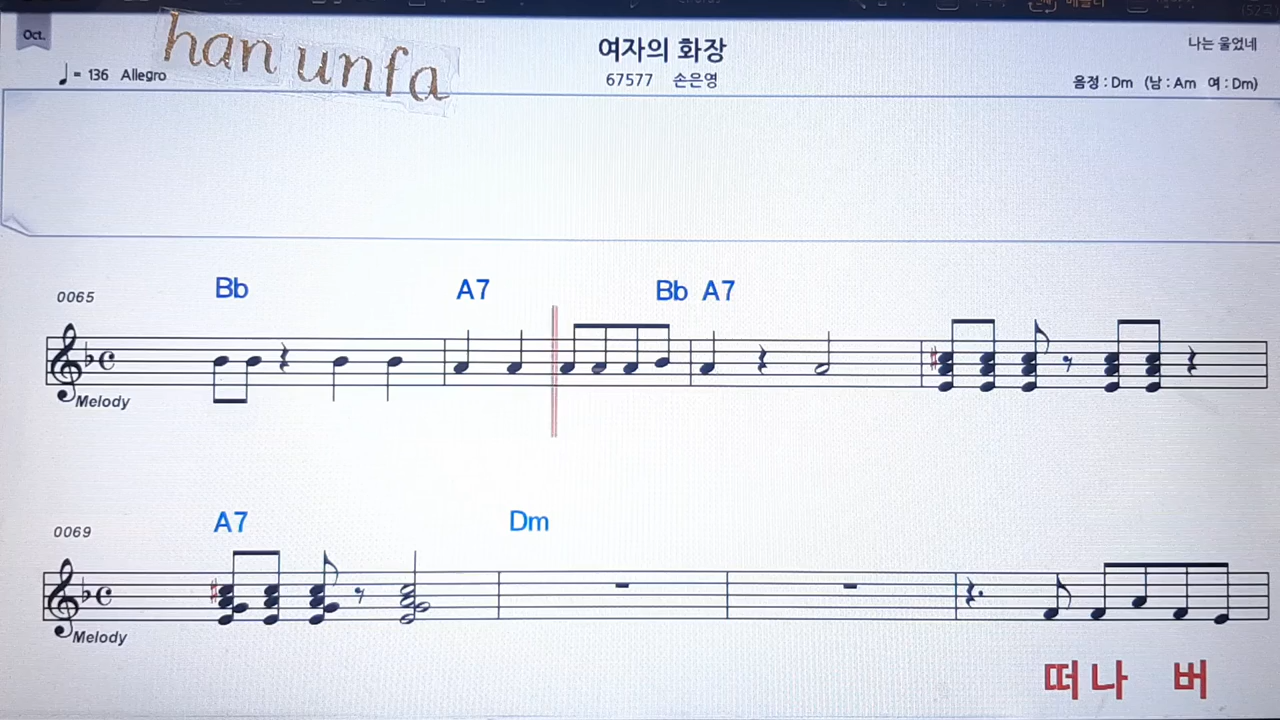 Oct.
han unfa
여자의 화장
나는 울었네
♩= 136 Allegro
67577 손은영
음정 : Dm (남 : Am 여 : Dm)
Bb A7 Bb A7
0065
Melody
A7 Dm
0069
Melody
떠 나 버